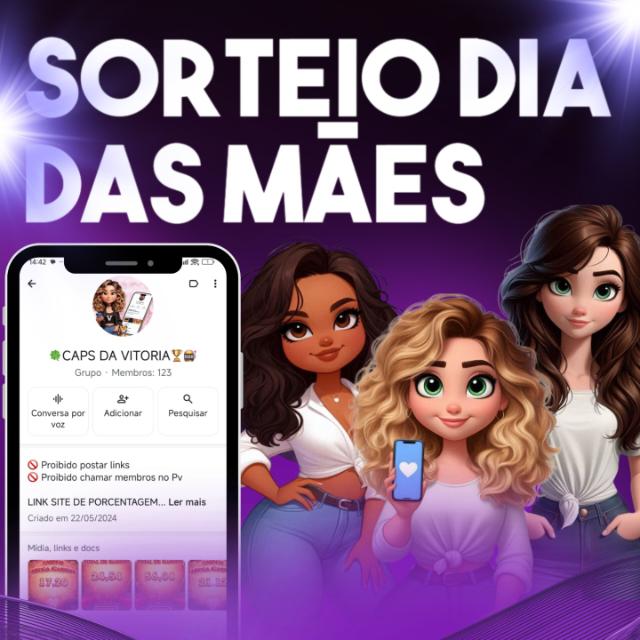 SORTEIO DIA
DAS MÃES
14:42
🍀CAPS DA VITORIA🏆🎰
Grupo · Membros: 123
Conversa por
voz
Adicionar
Pesquisar
🚫 Proibido postar links
🚫 Proibido chamar membros no Pv
LINK SITE DE PORCENTAGEM... Ler mais
Criado em 22/05/2024
Mídia, links e docs